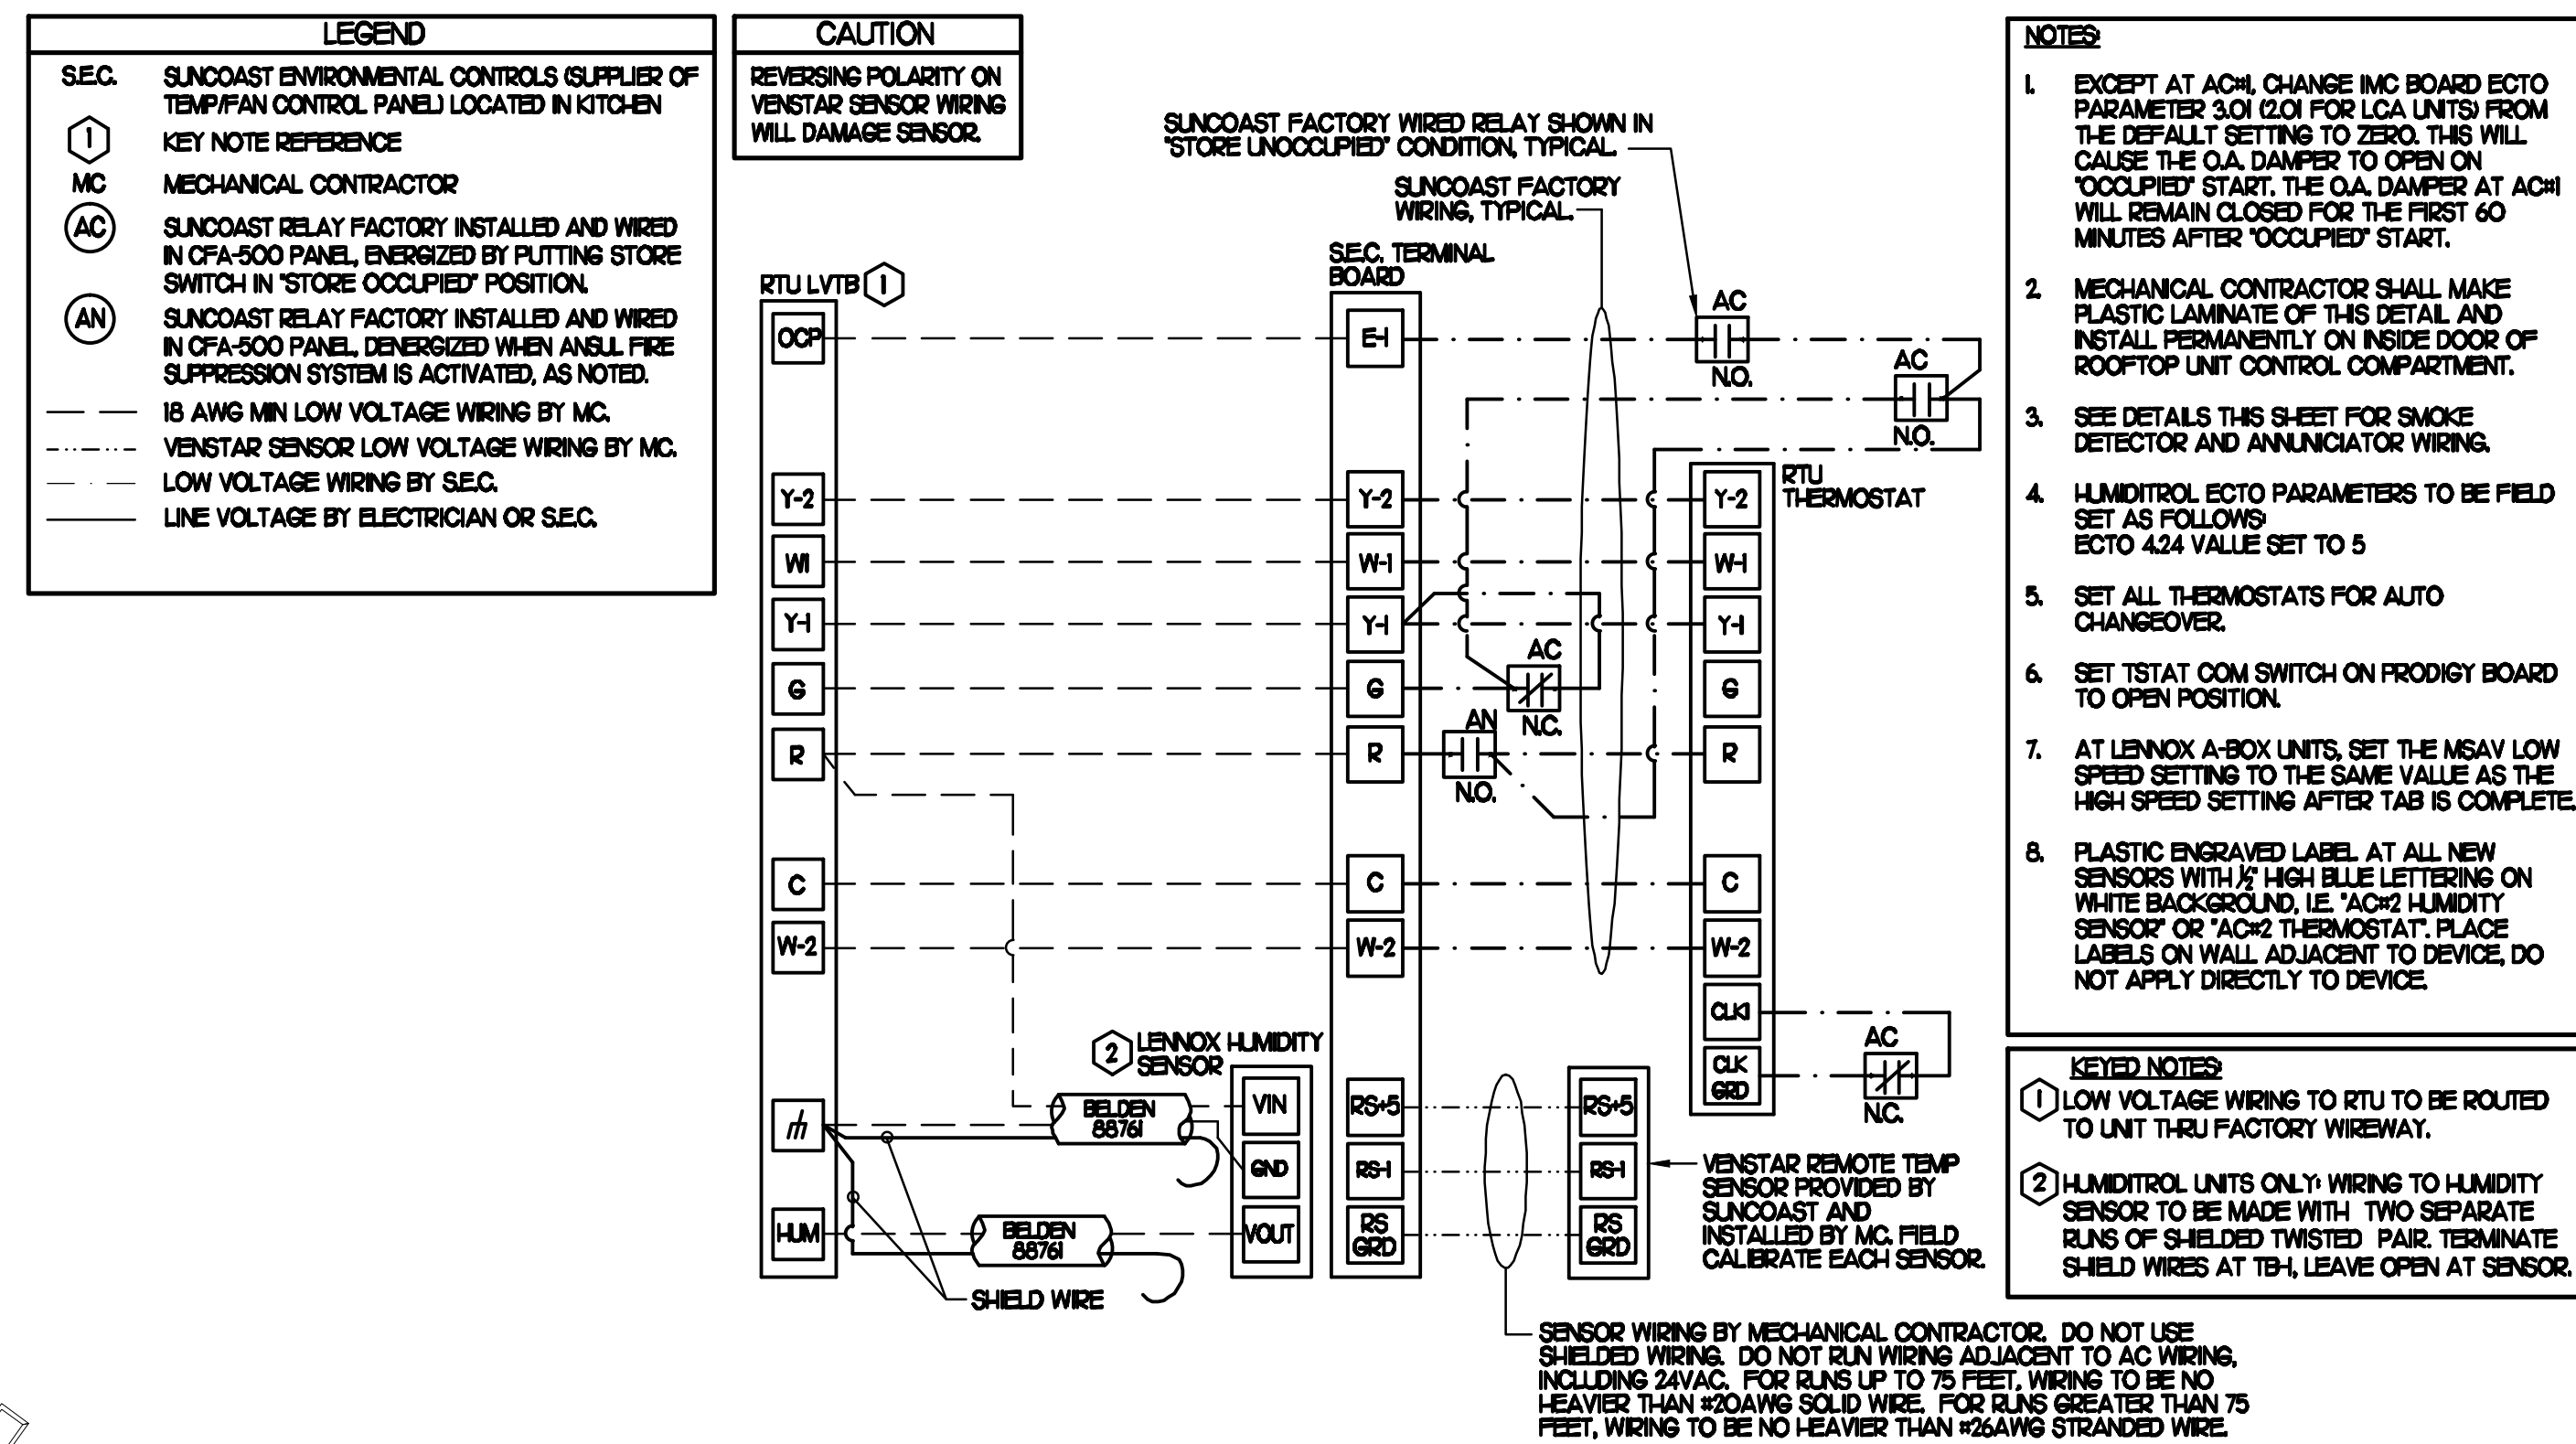 LEGEND
S.E.C. SUNCOAST ENVIRONMENTAL CONTROLS (SUPPLIER OF
TEMP/FAN CONTROL PANEL) LOCATED IN KITCHEN
1 KEY NOTE REFERENCE
MC MECHANICAL CONTRACTOR
AC SUNCOAST RELAY FACTORY INSTALLED AND WIRED
IN CFA-500 PANEL, ENERGIZED BY PUTTING STORE
SWITCH IN "STORE OCCUPIED" POSITION.
AN SUNCOAST RELAY FACTORY INSTALLED AND WIRED
IN CFA-500 PANEL, DENERGIZED WHEN ANSUL FIRE
SUPPRESSION SYSTEM IS ACTIVATED, AS NOTED.
18 AWG MIN LOW VOLTAGE WIRING BY MC.
VENSTAR SENSOR LOW VOLTAGE WIRING BY MC.
LOW VOLTAGE WIRING BY S.E.C.
LINE VOLTAGE BY ELECTRICIAN OR S.E.C.
CAUTION
REVERSING POLARITY ON
VENSTAR SENSOR WIRING
WILL DAMAGE SENSOR.
SUNCOAST FACTORY WIRED RELAY SHOWN IN
"STORE UNOCCUPIED" CONDITION, TYPICAL.
SUNCOAST FACTORY
WIRING, TYPICAL.
S.E.C. TERMINAL
BOARD
RTU LVTB 1
OCP
Y-2
W1
Y-1
G
R
C
W-2
HUM
E-1
Y-2
W-1
Y-1
G
R
C
W-2
RS+5
RS-1
RS
GRD
AC
N.O.
AC
N.O.
AC
N.C.
AN
N.O.
RTU
THERMOSTAT
Y-2
W-1
Y-1
G
R
C
W-2
CLK1
CLK
GRD
AC
N.C.
2 LENNOX HUMIDITY
SENSOR
VIN
GND
VOUT
BELDEN
88761
BELDEN
88761
SHIELD WIRE
RS+5
RS-1
RS
GRD
VENSTAR REMOTE TEMP
SENSOR PROVIDED BY
SUNCOAST AND
INSTALLED BY MC. FIELD
CALIBRATE EACH SENSOR.
SENSOR WIRING BY MECHANICAL CONTRACTOR. DO NOT USE
SHIELDED WIRING. DO NOT RUN WIRING ADJACENT TO AC WIRING,
INCLUDING 24VAC. FOR RUNS UP TO 75 FEET, WIRING TO BE NO
HEAVIER THAN #20AWG SOLID WIRE. FOR RUNS GREATER THAN 75
FEET, WIRING TO BE NO HEAVIER THAN #26AWG STRANDED WIRE.
NOTES:
1. EXCEPT AT AC#1, CHANGE IMC BOARD ECTO
PARAMETER 3.01 (2.01 FOR LCA UNITS) FROM
THE DEFAULT SETTING TO ZERO. THIS WILL
CAUSE THE O.A. DAMPER TO OPEN ON
"OCCUPIED" START. THE O.A. DAMPER AT AC#1
WILL REMAIN CLOSED FOR THE FIRST 60
MINUTES AFTER "OCCUPIED" START.
2. MECHANICAL CONTRACTOR SHALL MAKE
PLASTIC LAMINATE OF THIS DETAIL AND
INSTALL PERMANENTLY ON INSIDE DOOR OF
ROOFTOP UNIT CONTROL COMPARTMENT.
3. SEE DETAILS THIS SHEET FOR SMOKE
DETECTOR AND ANNUNICIATOR WIRING.
4. HUMIDITROL ECTO PARAMETERS TO BE FIELD
SET AS FOLLOWS:
ECTO 4.24 VALUE SET TO 5
5. SET ALL THERMOSTATS FOR AUTO
CHANGEOVER.
6. SET TSTAT COM SWITCH ON PRODIGY BOARD
TO OPEN POSITION.
7. AT LENNOX A-BOX UNITS, SET THE MSAV LOW
SPEED SETTING TO THE SAME VALUE AS THE
HIGH SPEED SETTING AFTER TAB IS COMPLETE.
8. PLASTIC ENGRAVED LABEL AT ALL NEW
SENSORS WITH ½" HIGH BLUE LETTERING ON
WHITE BACKGROUND, I.E. "AC#2 HUMIDITY
SENSOR" OR "AC#2 THERMOSTAT". PLACE
LABELS ON WALL ADJACENT TO DEVICE, DO
NOT APPLY DIRECTLY TO DEVICE.
KEYED NOTES:
1 LOW VOLTAGE WIRING TO RTU TO BE ROUTED
TO UNIT THRU FACTORY WIREWAY.
2 HUMIDITROL UNITS ONLY: WIRING TO HUMIDITY
SENSOR TO BE MADE WITH TWO SEPARATE
RUNS OF SHIELDED TWISTED PAIR. TERMINATE
SHIELD WIRES AT TB-1, LEAVE OPEN AT SENSOR.